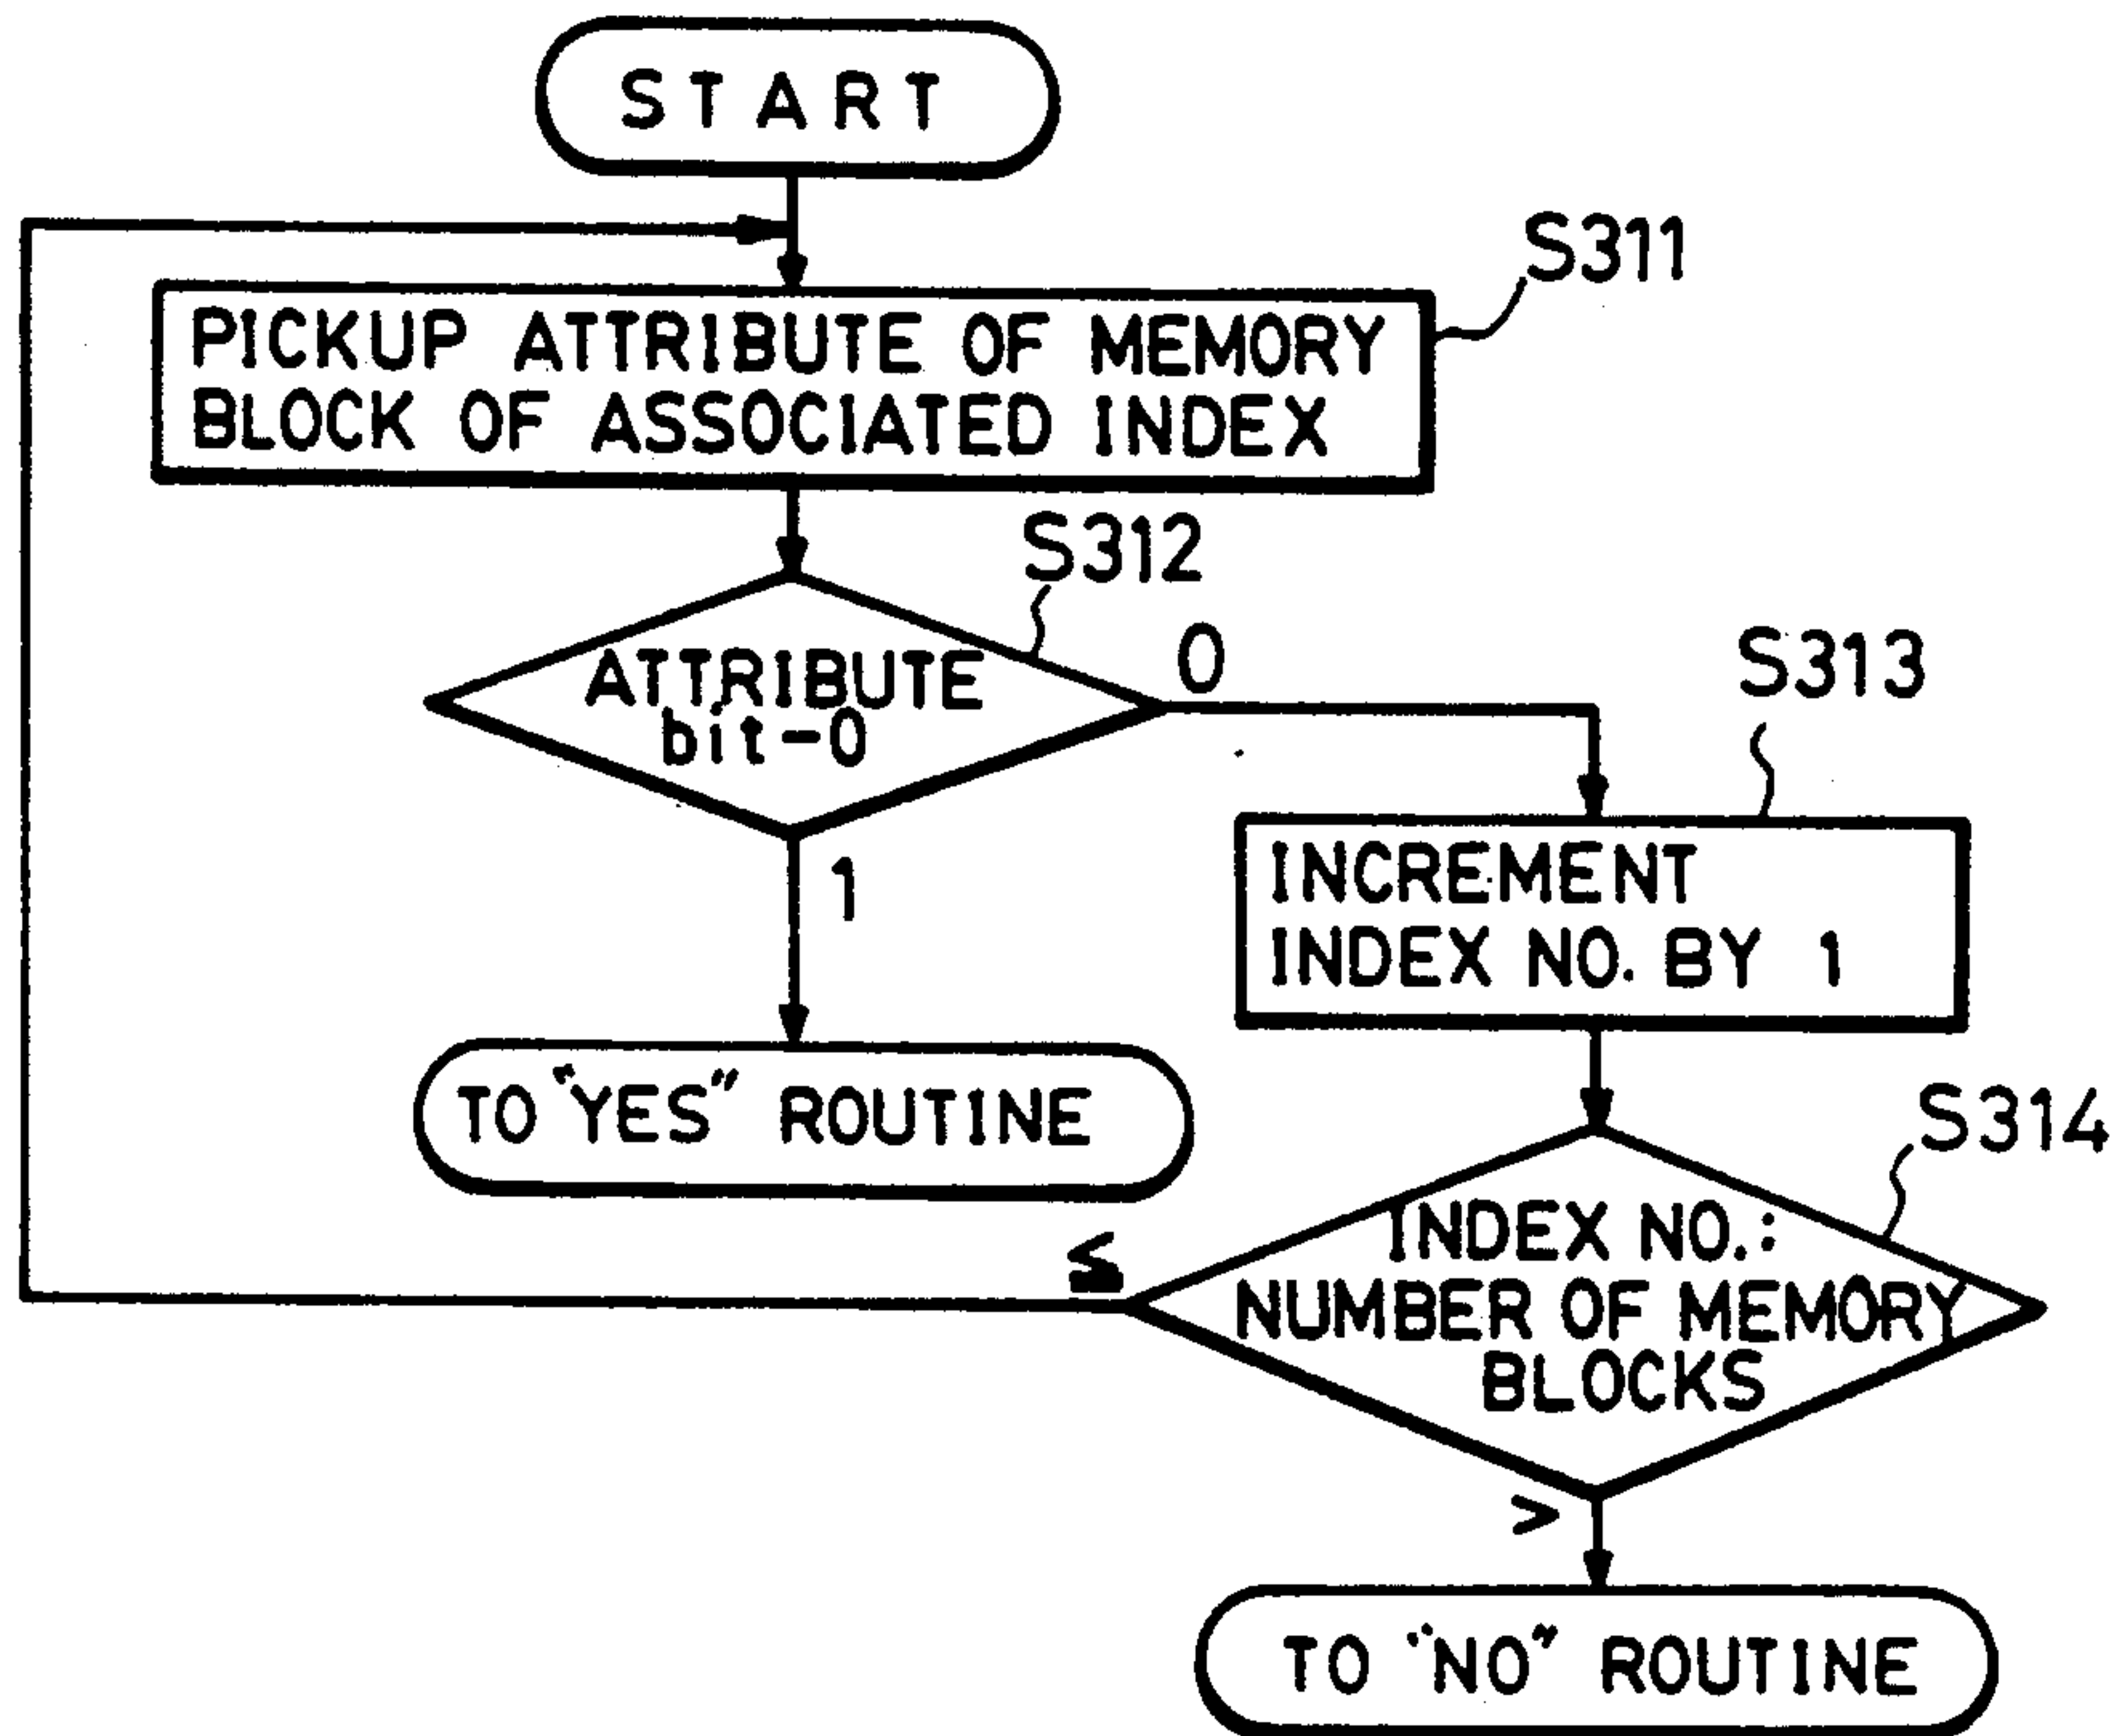 START
S311
PICKUP ATTRIBUTE OF MEMORY
BLOCK OF ASSOCIATED INDEX
S312
0
ATTRIBUTE
bit-0
S313
1
INCREMENT
INDEX NO. BY 1
TO "YES" ROUTINE
S314
≤
INDEX NO.:
NUMBER OF MEMORY
BLOCKS
>
TO "NO" ROUTINE